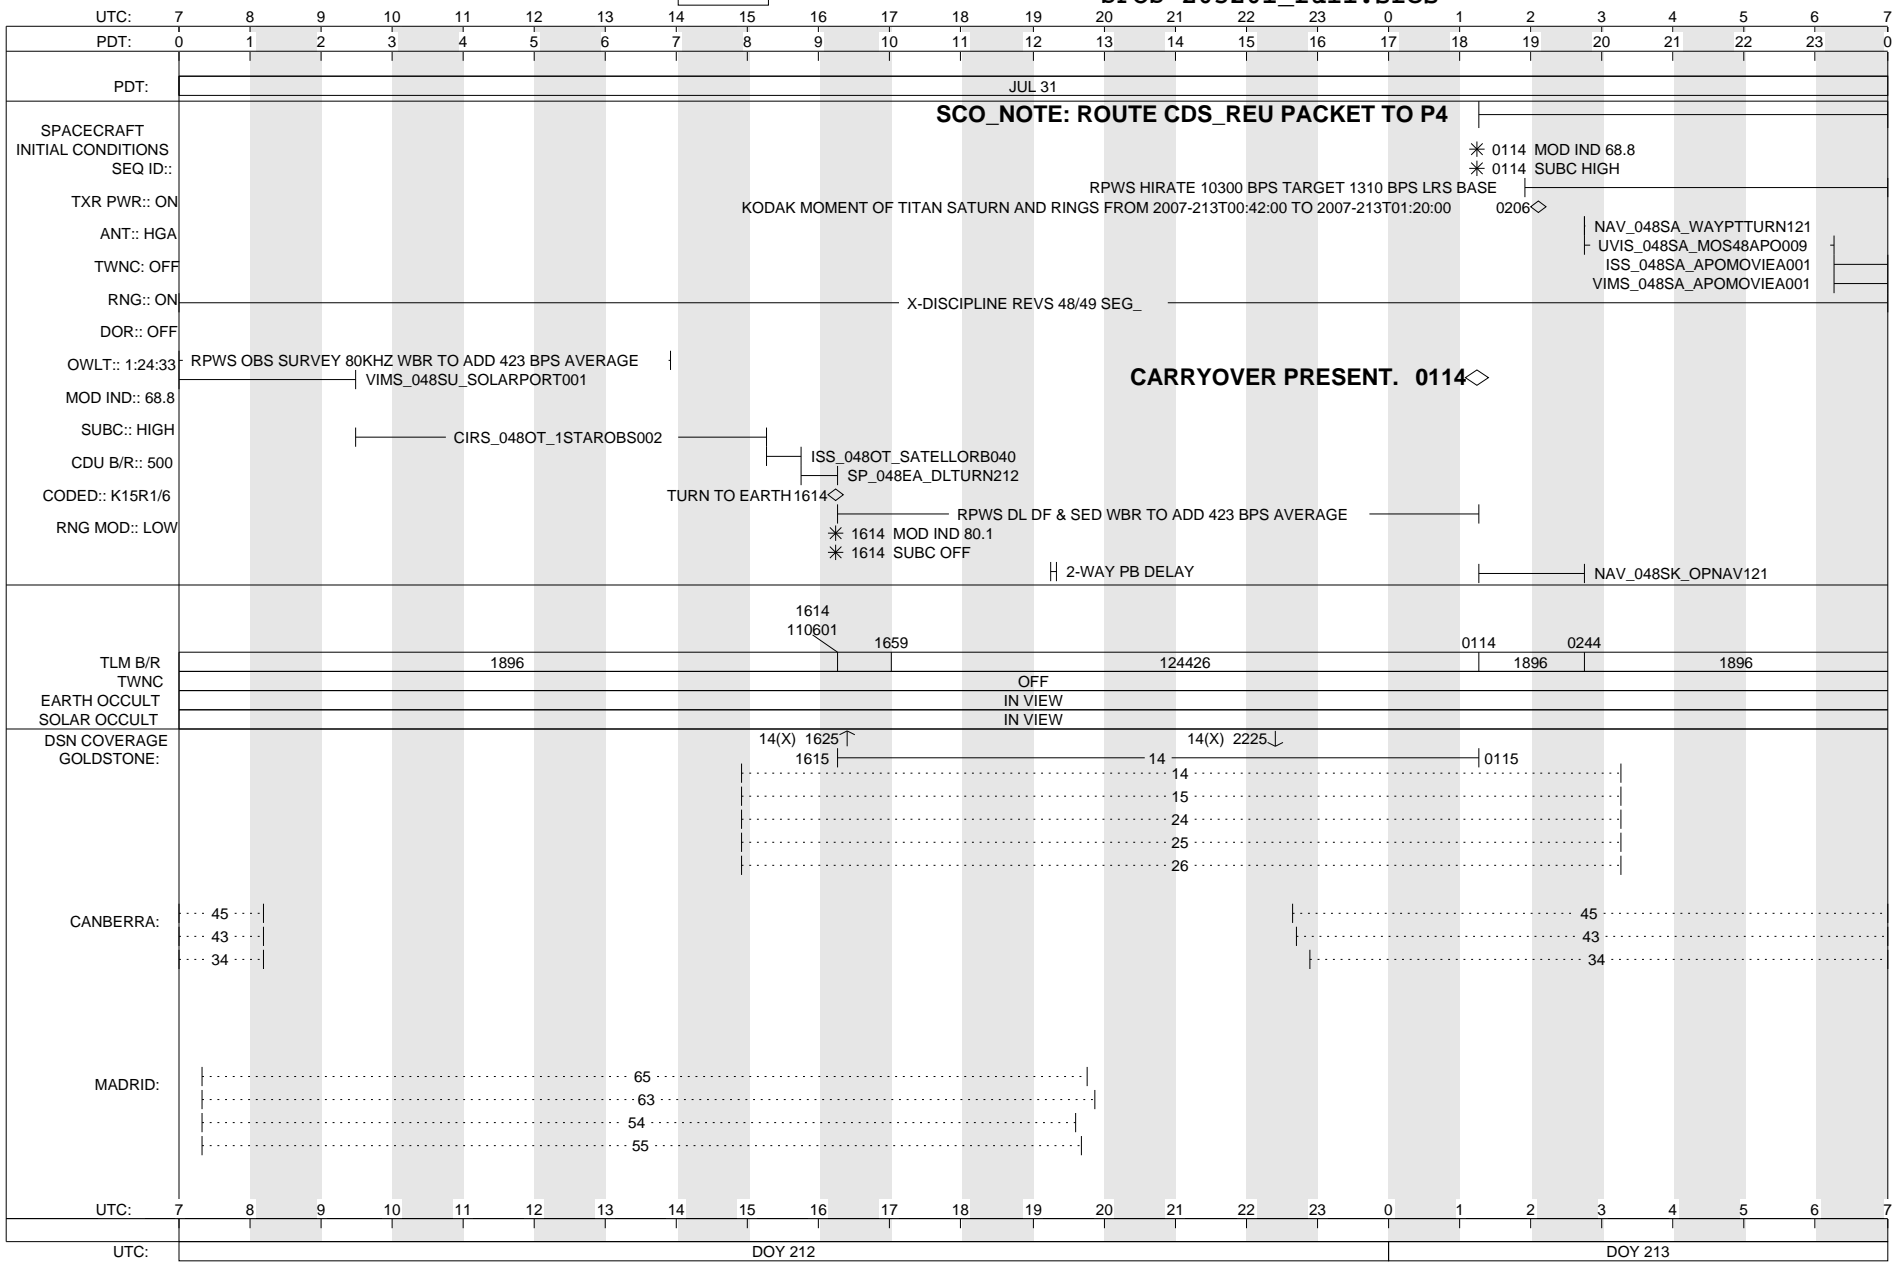 UTC: 7 8 9 10 11 12 13 14 15 16 17 18 19 20 21 22 23 0 1 2 3 4 5 6 7
PDT: 0 1 2 3 4 5 6 7 8 9 10 11 12 13 14 15 16 17 18 19 20 21 22 23 0
PDT: JUL 31
SCO_NOTE: ROUTE CDS_REU PACKET TO P4
SPACECRAFT
INITIAL CONDITIONS
0114 MOD IND 68.8
SEQ ID::
0114 SUBC HIGH
RPWS HIRATE 10300 BPS TARGET 1310 BPS LRS BASE
TXR PWR:: ON
KODAK MOMENT OF TITAN SATURN AND RINGS FROM 2007-213T00:42:00 TO 2007-213T01:20:00 0206
NAV_048SA_WAYPTTURN121
ANT:: HGA
UVIS_048SA_MOS48APO009
TWNC: OFF
ISS_048SA_APOMOVIEA001
VIMS_048SA_APOMOVIEA001
RNG:: ON
X-DISCIPLINE REVS 48/49 SEG_
DOR:: OFF
OWLT:: 1:24:33
RPWS OBS SURVEY 80KHZ WBR TO ADD 423 BPS AVERAGE
VIMS_048SU_SOLARPORT001
CARRYOVER PRESENT. 0114
MOD IND:: 68.8
SUBC:: HIGH
CIRS_048OT_1STAROBS002
ISS_048OT_SATELLORB040
CDU B/R:: 500
SP_048EA_DLTURN212
CODED:: K15R1/6
TURN TO EARTH 1614
RPWS DL DF & SED WBR TO ADD 423 BPS AVERAGE
RNG MOD:: LOW
1614 MOD IND 80.1
1614 SUBC OFF
2-WAY PB DELAY
NAV_048SK_OPNAV121
1614
110601
1659 0114 0244
TLM B/R 1896 124426 1896 1896
TWNC OFF
EARTH OCCULT IN VIEW
SOLAR OCCULT IN VIEW
DSN COVERAGE 14(X) 1625 14(X) 2225
GOLDSTONE: 1615 14 0115
14
15
24
25
26
45 45
CANBERRA:
43 43
34 34
65
MADRID:
63
54
55
UTC: 7 8 9 10 11 12 13 14 15 16 17 18 19 20 21 22 23 0 1 2 3 4 5 6 7
UTC: DOY 212 DOY 213